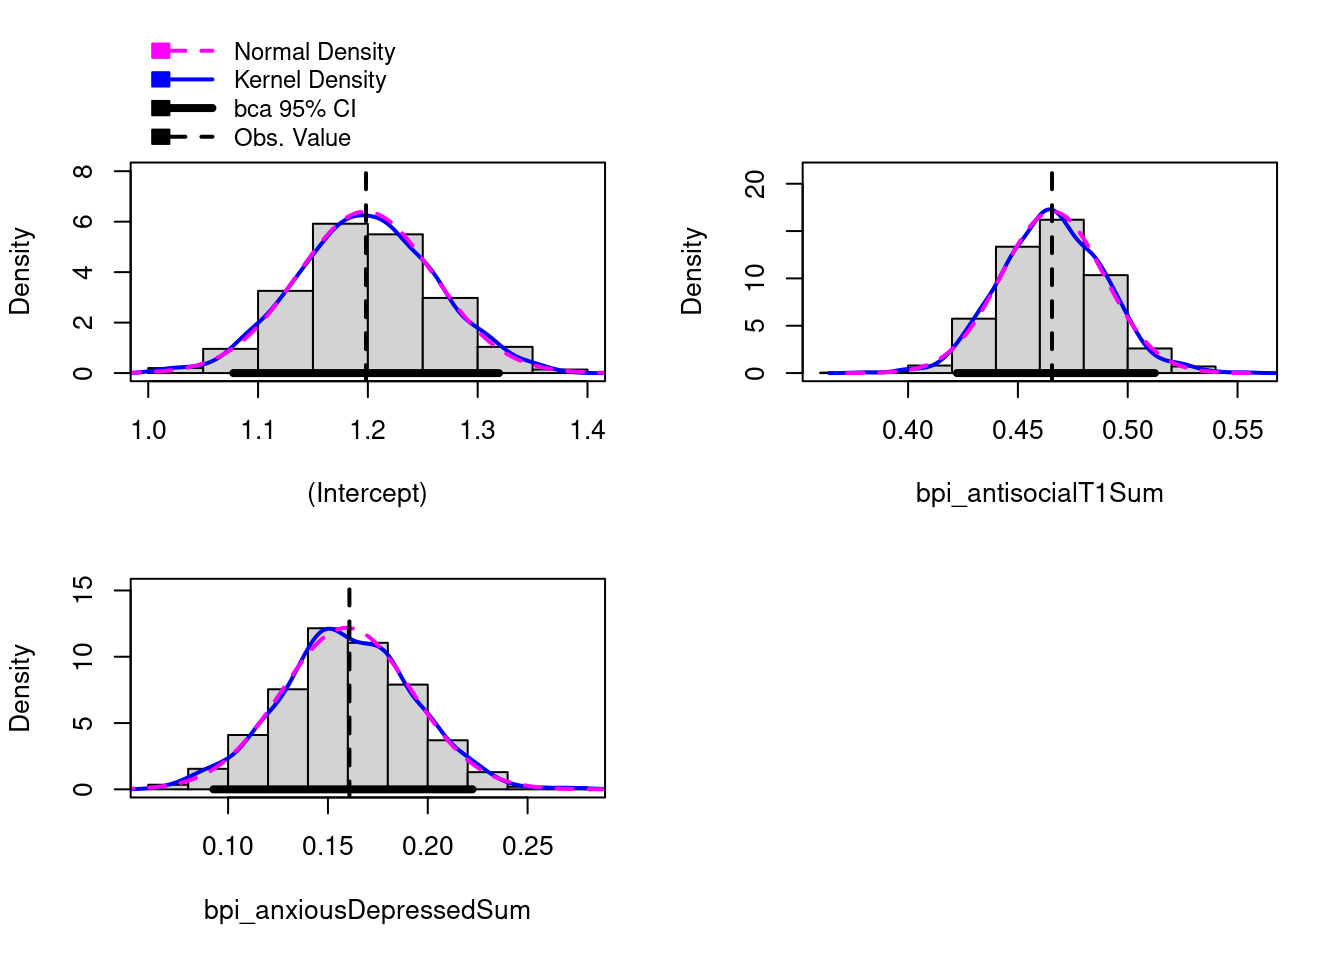 Normal Density
Kernel Density
bca 95% CI
Obs. Value
Density
0 2 4 6 8
1.0 1.1 1.2 1.3 1.4
(Intercept)
Density
0 5 10 20
0.40 0.45 0.50 0.55
bpi_antisocialT1Sum
Density
0 5 10 15
0.10 0.15 0.20 0.25
bpi_anxiousDepressedSum